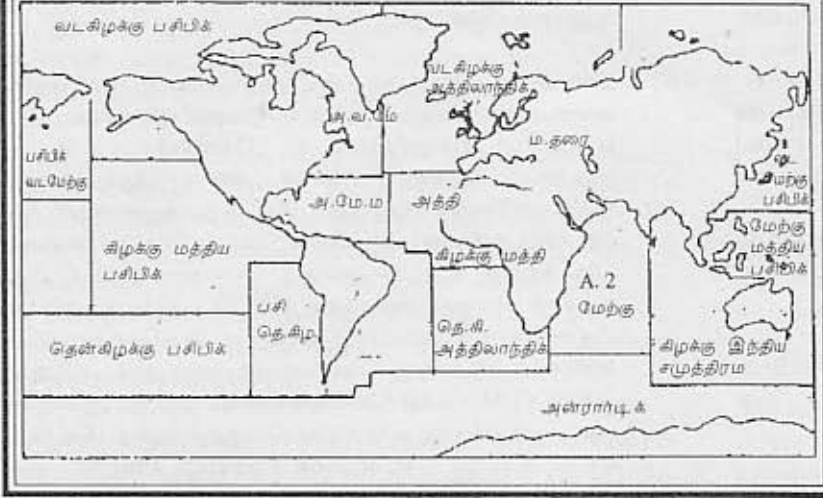 வடகிழக்கு பசிபிக்
வடகிழக்கு
அத்திலாந்திக்
அ.வ.மே
ம.தரை
பசிபிக்
வடமேற்கு
அ.மே.ம
அத்தி
வட
மேற்கு
பசிபிக்
மேற்கு
மத்திய
பசிபிக்
கிழக்கு மத்திய
பசிபிக்
கிழக்கு மத்தி
A. 2
மேற்கு
பசி
தெ.கிழ
தெ.கி.
அத்திலாந்திக்
தென்கிழக்கு பசிபிக்
கிழக்கு இந்திய
சமுத்திரம
அன்ரார்டிக்